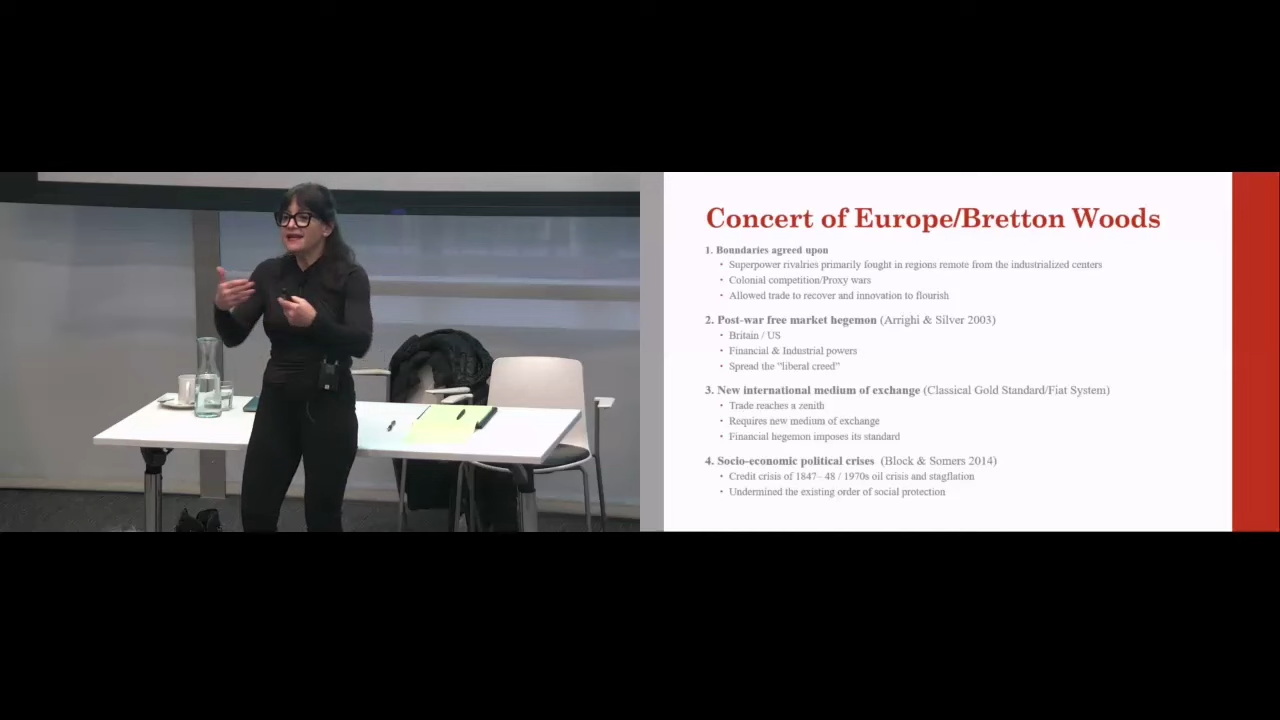 Concert of Europe/Bretton Woods
1. Boundaries agreed upon
• Superpower rivalries primarily fought in regions remote from the industrialized centers
• Colonial competition/Proxy wars
• Allowed trade to recover and innovation to flourish
2. Post-war free market hegemon (Arrighi & Silver 2003)
• Britain / US
• Financial & Industrial powers
• Spread the "liberal creed"
3. New international medium of exchange (Classical Gold Standard/Fiat System)
• Trade reaches a zenith
• Requires new medium of exchange
• Financial hegemon imposes its standard
4. Socio-economic political crises (Block & Somers 2014)
• Credit crisis of 1847–48 / 1970s oil crisis and stagflation
• Undermined the existing order of social protection